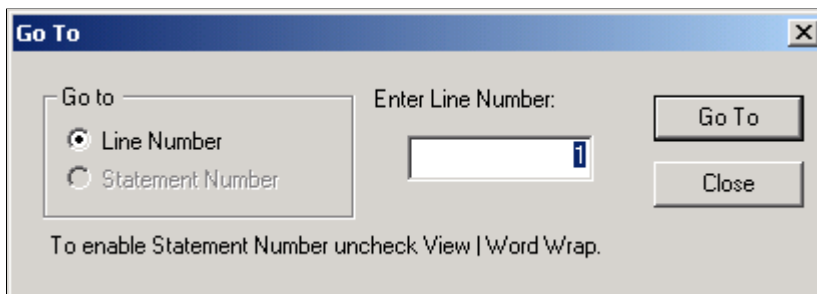 Go To
Go to
Line Number
Statement Number
Enter Line Number:
1
Go To
Close
To enable Statement Number uncheck View | Word Wrap.